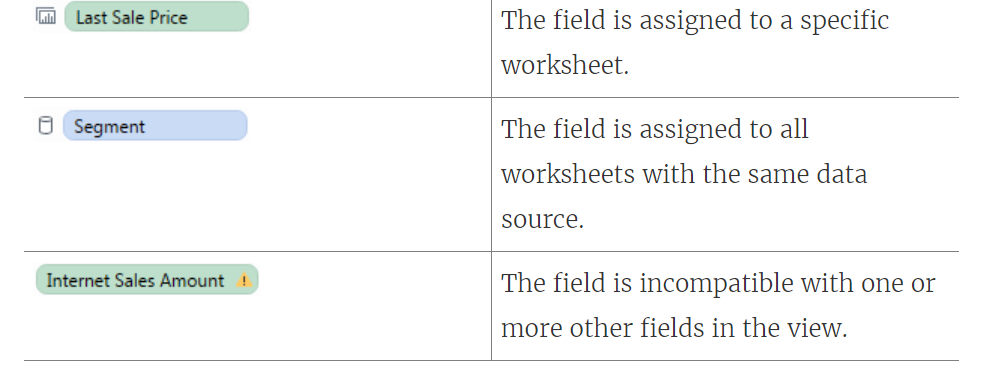 Last Sale Price
The field is assigned to a specific
worksheet.
Segment
The field is assigned to all
worksheets with the same data
source.
Internet Sales Amount
The field is incompatible with one or
more other fields in the view.